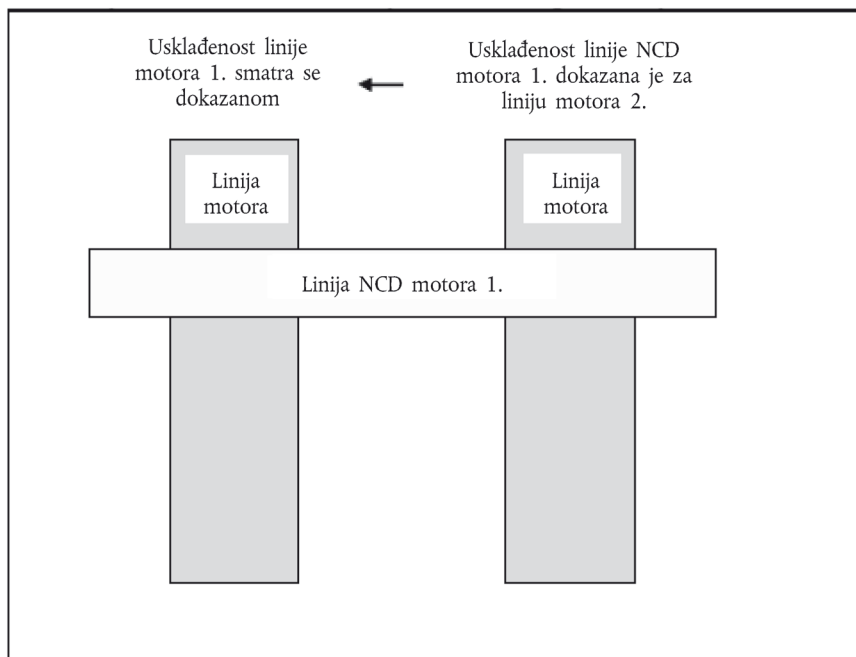 Usklađenost linije
motora 1. smatra se
dokazanom
Usklađenost linije NCD
motora 1. dokazana je za
liniju motora 2.
Linija
motora
Linija
motora
Linija NCD motora 1.